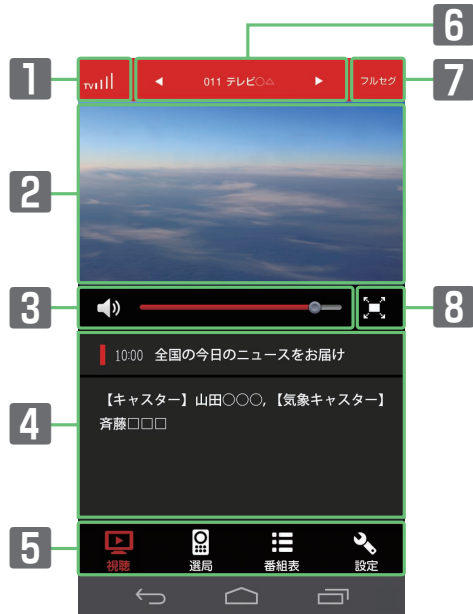 6
1
TV
◀ 011 テレビ○△ ▶
フルセグ
7
2
3
8
10:00 全国の今日のニュースをお届け
4
【キャスター】山田○○○,【気象キャスター】
斉藤□□□
5
視聴
選局
番組表
設定